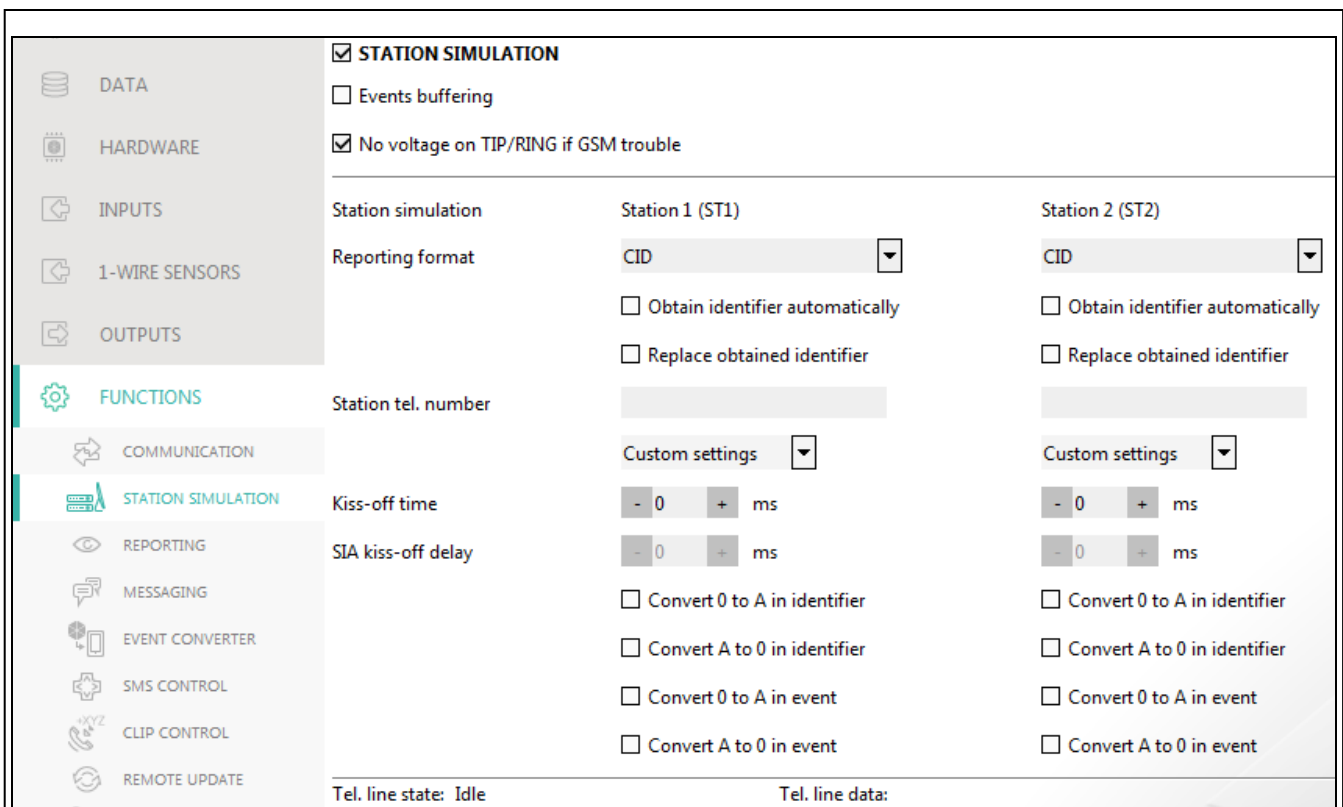 DATA
HARDWARE
INPUTS
1-WIRE SENSORS
OUTPUTS
FUNCTIONS
COMMUNICATION
STATION SIMULATION
REPORTING
MESSAGING
EVENT CONVERTER
SMS CONTROL
+XYZ
CLIP CONTROL
REMOTE UPDATE
STATION SIMULATION
Events buffering
No voltage on TIP/RING if GSM trouble
Station simulation Station 1 (ST1) Station 2 (ST2)
Reporting format CID CID
Obtain identifier automatically Obtain identifier automatically
Replace obtained identifier Replace obtained identifier
Station tel. number
Custom settings Custom settings
Kiss-off time - 0 + ms - 0 + ms
SIA kiss-off delay - 0 + ms - 0 + ms
Convert 0 to A in identifier Convert 0 to A in identifier
Convert A to 0 in identifier Convert A to 0 in identifier
Convert 0 to A in event Convert 0 to A in event
Convert A to 0 in event Convert A to 0 in event
Tel. line state: Idle Tel. line data: